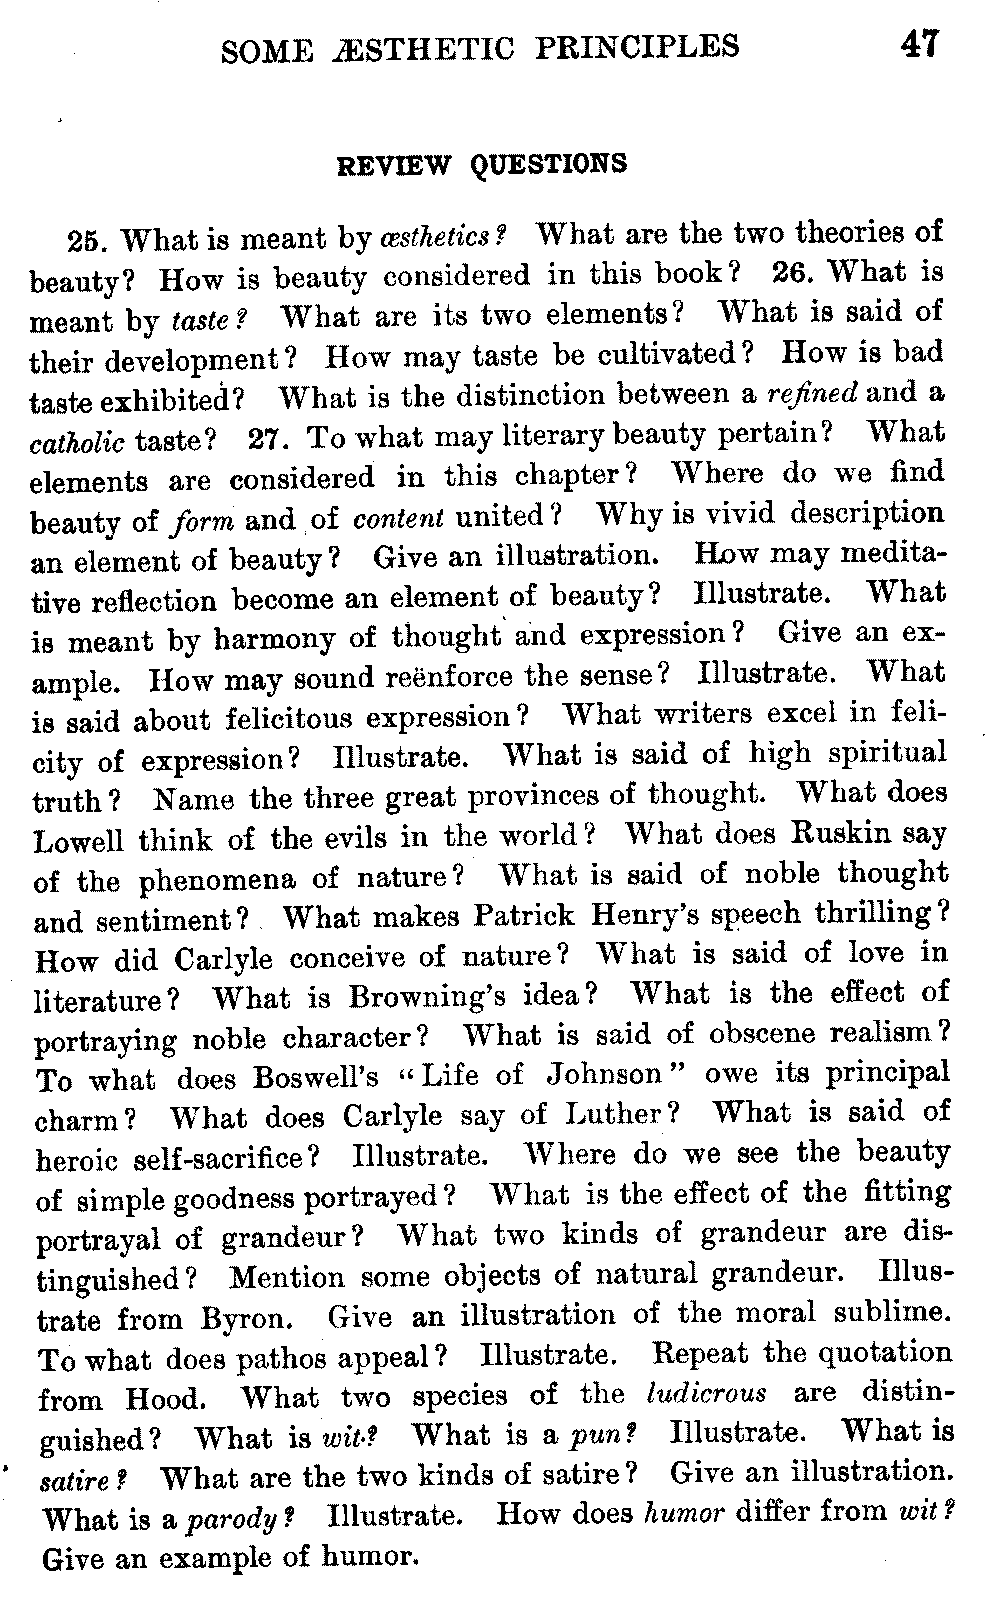 SOME ÆSTHETIC PRINCIPLES 47
REVIEW QUESTIONS
25. What is meant by æsthetics? What are the two theories of
beauty? How is beauty considered in this book? 26. What is
meant by taste? What are its two elements? What is said of
their development? How may taste be cultivated? How is bad
taste exhibited? What is the distinction between a refined and a
catholic taste? 27. To what may literary beauty pertain? What
elements are considered in this chapter? Where do we find
beauty of form and of content united? Why is vivid description
an element of beauty? Give an illustration. How may medita-
tive reflection become an element of beauty? Illustrate. What
is meant by harmony of thought and expression? Give an ex-
ample. How may sound reënforce the sense? Illustrate. What
is said about felicitous expression? What writers excel in feli-
city of expression? Illustrate. What is said of high spiritual
truth? Name the three great provinces of thought. What does
Lowell think of the evils in the world? What does Ruskin say
of the phenomena of nature? What is said of noble thought
and sentiment? What makes Patrick Henry's speech thrilling?
How did Carlyle conceive of nature? What is said of love in
literature? What is Browning's idea? What is the effect of
portraying noble character? What is said of obscene realism?
To what does Boswell's "Life of Johnson" owe its principal
charm? What does Carlyle say of Luther? What is said of
heroic self-sacrifice? Illustrate. Where do we see the beauty
of simple goodness portrayed? What is the effect of the fitting
portrayal of grandeur? What two kinds of grandeur are dis-
tinguished? Mention some objects of natural grandeur. Illus-
trate from Byron. Give an illustration of the moral sublime.
To what does pathos appeal? Illustrate. Repeat the quotation
from Hood. What two species of the ludicrous are distin-
guished? What is wit? What is a pun? Illustrate. What is
satire? What are the two kinds of satire? Give an illustration.
What is a parody? Illustrate. How does humor differ from wit?
Give an example of humor.